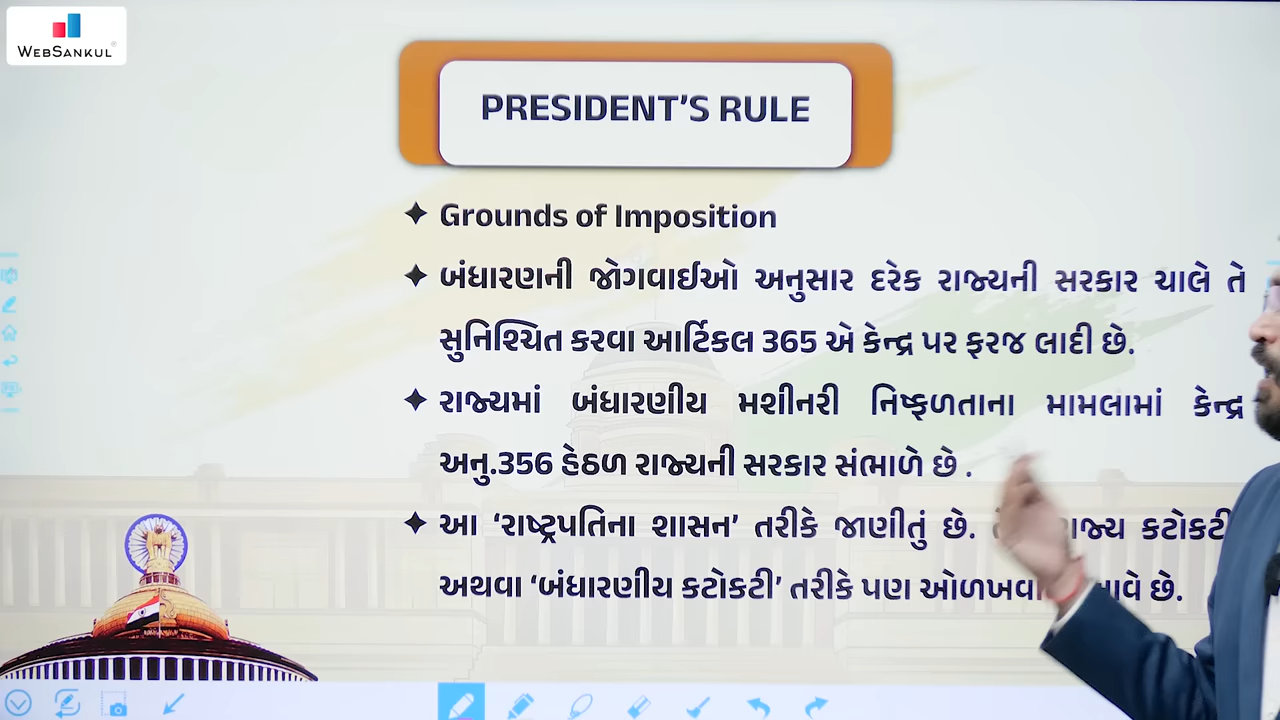 WEBSANKUL
PRESIDENT'S RULE
Grounds of Imposition
બંધારણની જોગવાઈઓ અનુસાર દરેક રાજ્યની સરકાર ચાલે તે
સુનિશ્ચિત કરવા આર્ટિકલ 365 એ કેન્દ્ર પર ફરજ લાદી છે.
રાજ્યમાં બંધારણીય મશીનરી નિષ્ફળતાના મામલામાં કેન્દ્ર
અનુ.356 હેઠળ રાજ્યની સરકાર સંભાળે છે .
આ ‘રાષ્ટ્રપતિના શાસન’ તરીકે જાણીતું છે. કટોકટી
અથવા ‘બંધારણીય કટોકટી’ તરીકે પણ છે.